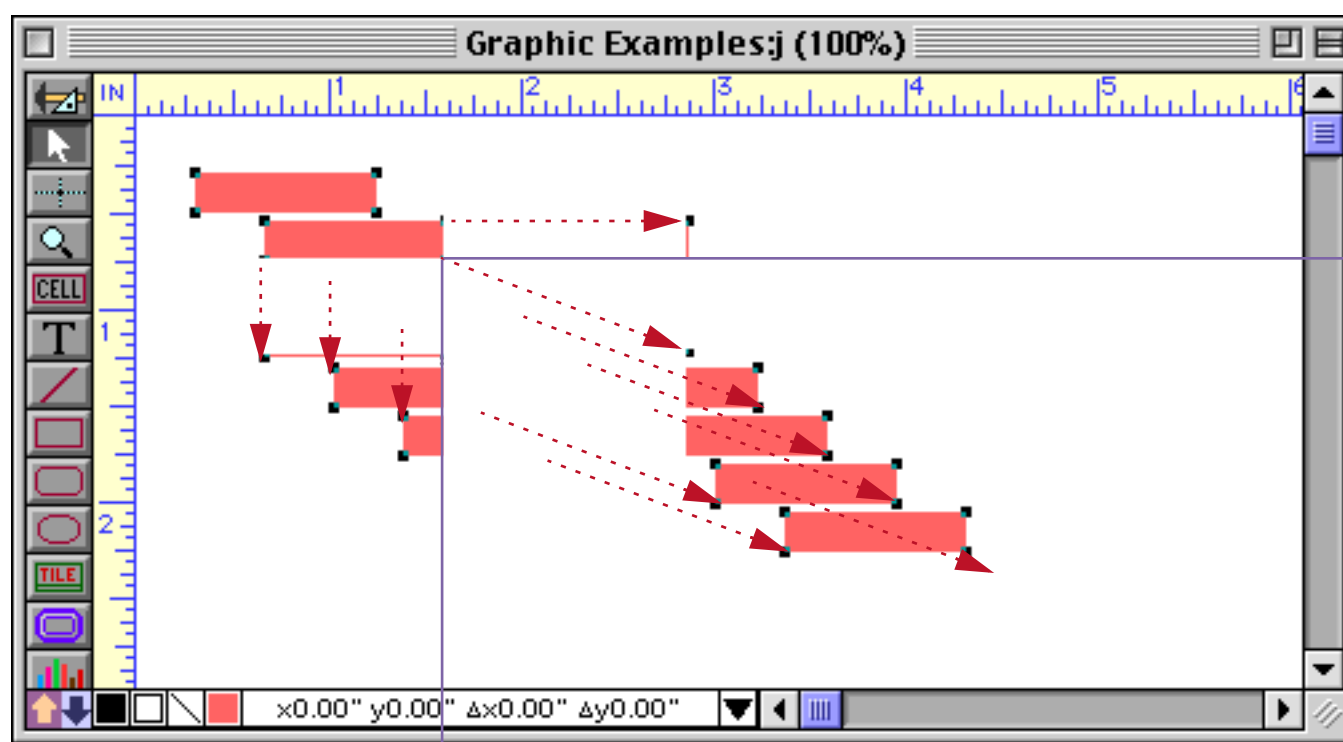 Graphic Examples:j (100%)
IN 1 2 3 4 5 6
CELL
T
1
2
TILE
x0.00" y0.00" Δx0.00" Δy0.00"